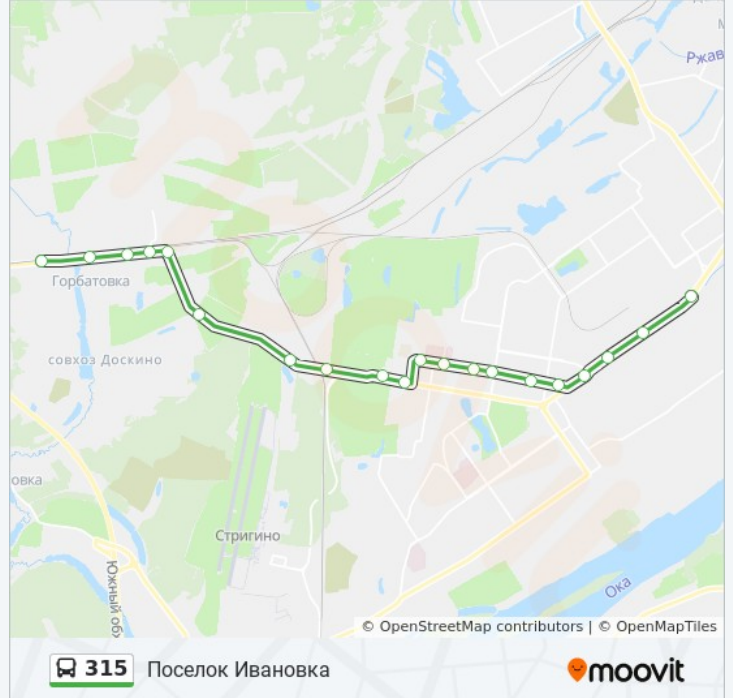 Ржав
Горбатовка
совхоз Доскино
овка
Стригино
Южный об
Ока
© OpenStreetMap contributors | © OpenMapTiles
315 Поселок Ивановка moovit